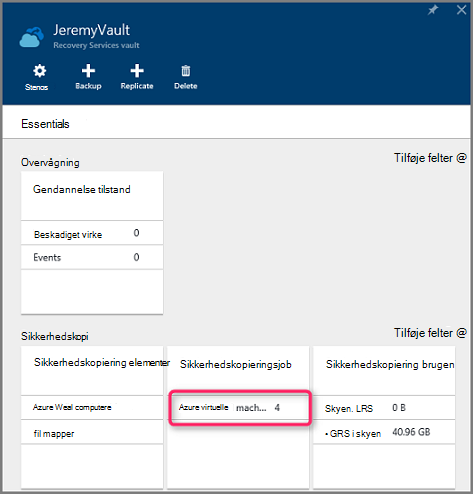 JeremyVault
Recovery Services vault
Stenos Backup Replicate Delete
Essentials
Overvågning
Tilføje felter @
Gendannelse tilstand
Beskadiget virke 0
Events 0
Sikkerhedskopi
Tilføje felter @
Sikkerhedskopiering elementer
Azure Weal computere
fil mapper
Sikkerhedskopieringsjob
Azure virtuelle mach... 4
Sikkerhedskopiering brugen
Skyen. LRS 0 B
• GRS i skyen 40.96 GB